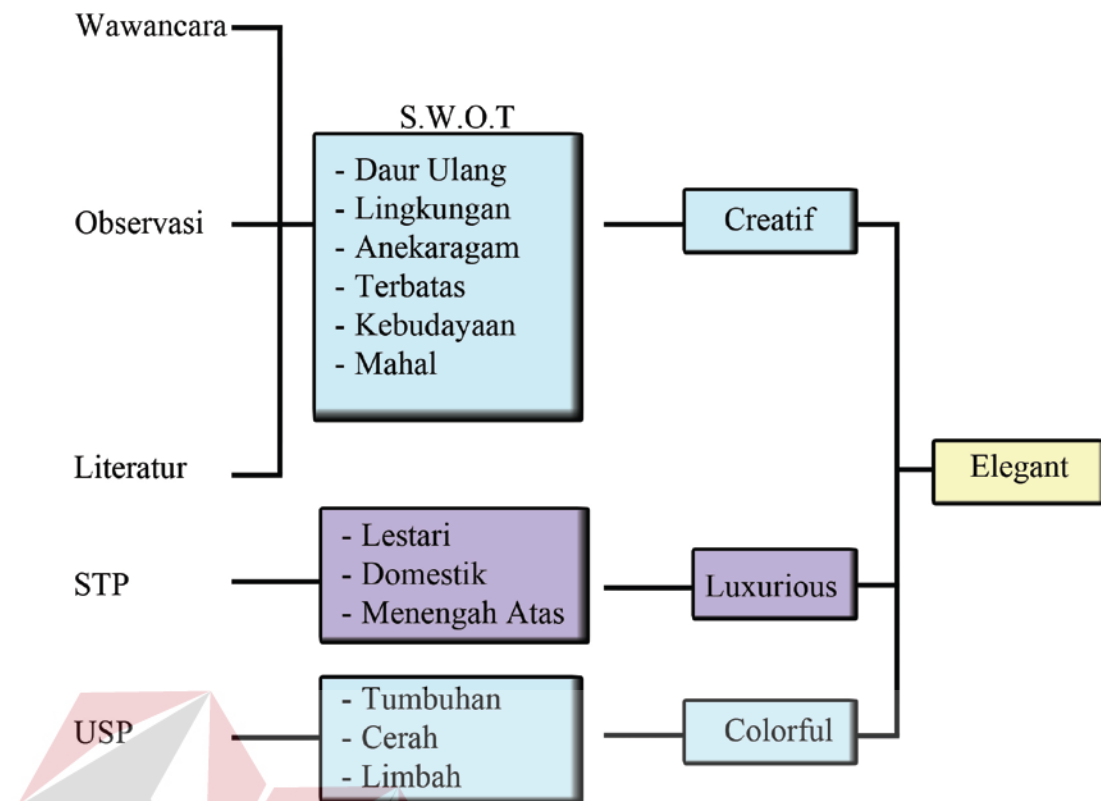 Wawancara
S.W.O.T
- Daur Ulang
- Lingkungan
- Anekaragam
- Terbatas
- Kebudayaan
- Mahal
Observasi
Creatif
Literatur
Elegant
STP
- Lestari
- Domestik
- Menengah Atas
Luxurious
USP
- Tumbuhan
- Cerah
- Limbah
Colorful